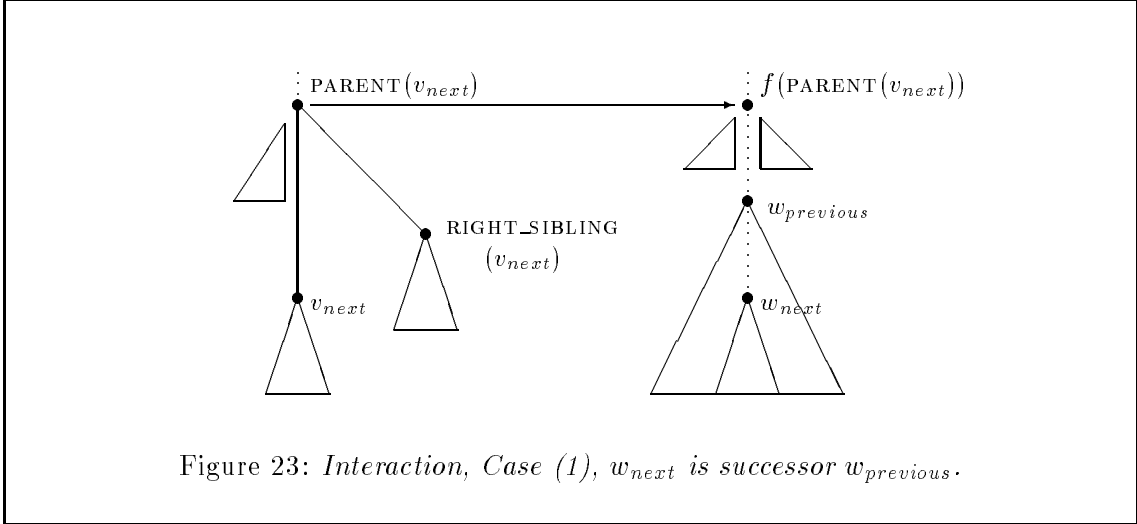 PARENT(v_next)
f(PARENT(v_next))
w_previous
RIGHT_SIBLING
(v_next)
v_next
w_next
Figure 23: Interaction, Case (1), w_next is successor w_previous.